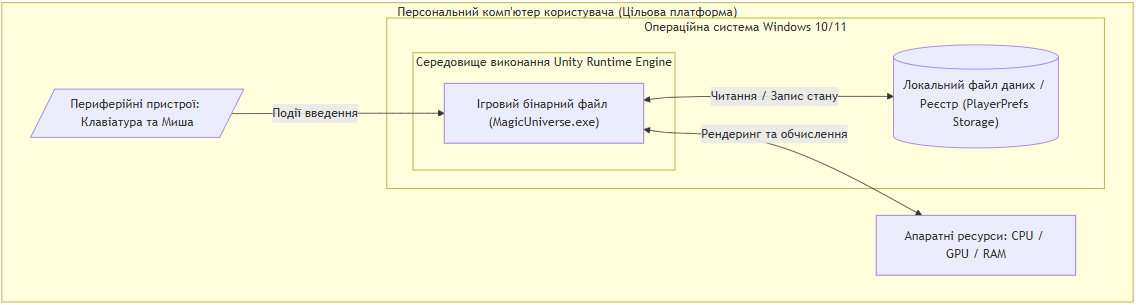 Персональний комп'ютер користувача (Цільова платформа)
Операційна система Windows 10/11
Середовище виконання Unity Runtime Engine
Периферійні пристрої:
Клавіатура та Миша
Події введення
Ігровий бінарний файл
(MagicUniverse.exe)
Читання / Запис стану
Рендеринг та обчислення
Локальний файл даних /
Реєстр (PlayerPrefs
Storage)
Апаратні ресурси: CPU /
GPU / RAM